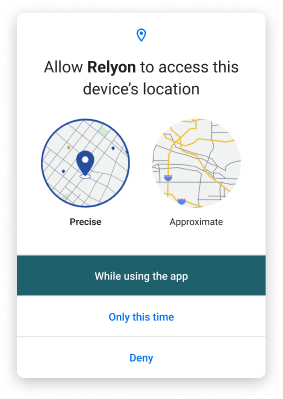 Allow Relyon to access this
device’s location
Precise
Approximate
While using the app
Only this time
Deny